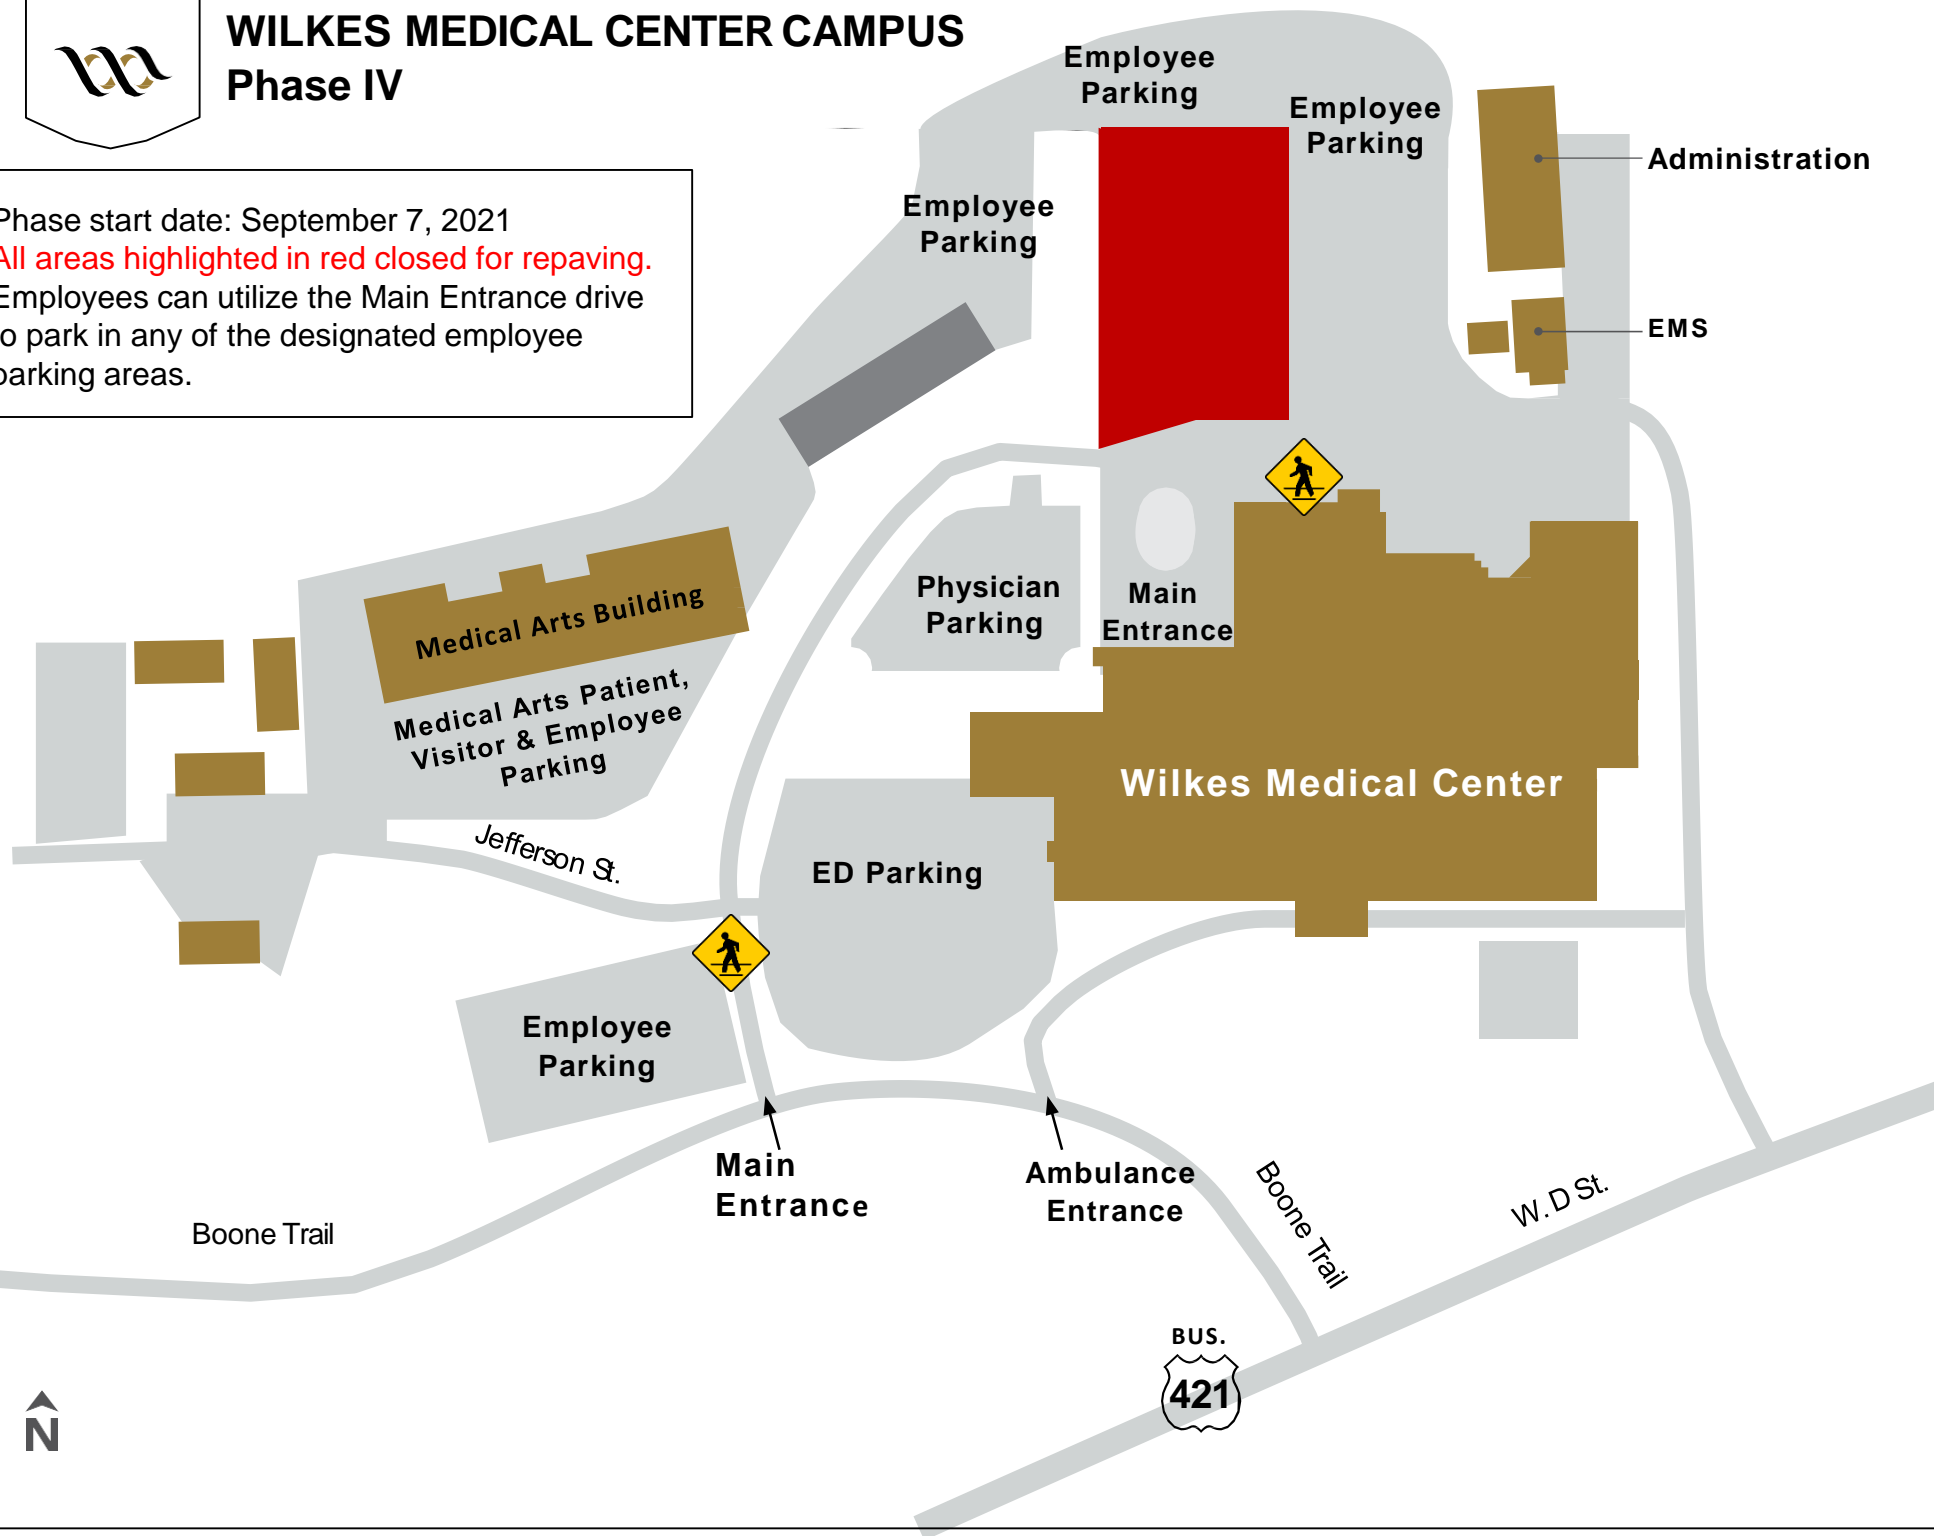 WILKES MEDICAL CENTER CAMPUS
Phase IV
Phase start date: September 7, 2021
All areas highlighted in red closed for repaving.
Employees can utilize the Main Entrance drive
to park in any of the designated employee
parking areas.
Employee
Parking
Employee
Parking
Employee
Parking
Administration
EMS
Physician
Parking
Main
Entrance
Medical Arts Building
Medical Arts Patient,
Visitor & Employee
Parking
Wilkes Medical Center
Jefferson St.
ED Parking
Employee
Parking
Main
Entrance
Ambulance
Entrance
Boone Trail
Boone Trail
W. D St.
BUS.
421
N